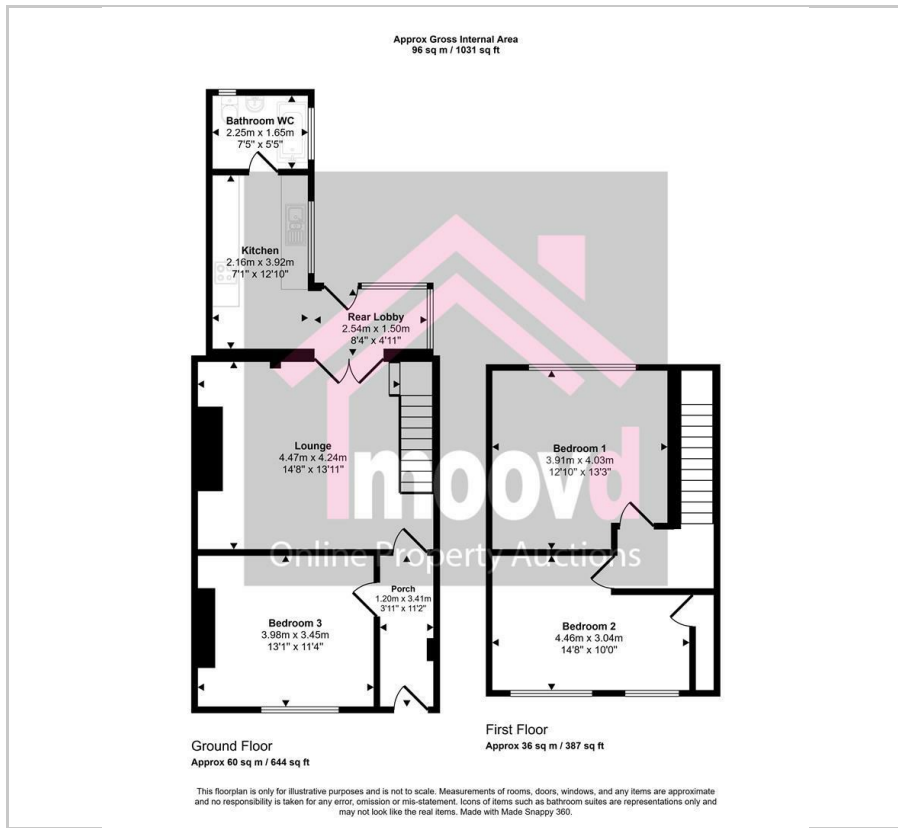 Approx Gross Internal Area
96 sq m / 1031 sq ft
Bathroom WC
2.25m x 1.65m
7'5" x 5'5"
Kitchen
2.16m x 3.92m
7'1" x 12'10"
Rear Lobby
2.54m x 1.50m
8'4" x 4'11"
Lounge
4.47m x 4.24m
14'8" x 13'11"
Bedroom 1
3.91m x 4.03m
12'10" x 13'3"
moovd
Online Property Auctions
Porch
1.20m x 3.41m
3'11" x 11'2"
Bedroom 3
3.98m x 3.45m
13'1" x 11'4"
Bedroom 2
4.46m x 3.04m
14'8" x 10'0"
Ground Floor
Approx 60 sq m / 644 sq ft
First Floor
Approx 36 sq m / 387 sq ft
This floorplan is only for illustrative purposes and is not to scale. Measurements of rooms, doors, windows, and any items are approximate
and no responsibility is taken for any error, omission or mis-statement. Icons of items such as bathroom suites are representations only and
may not look like the real items. Made with Made Snappy 360.